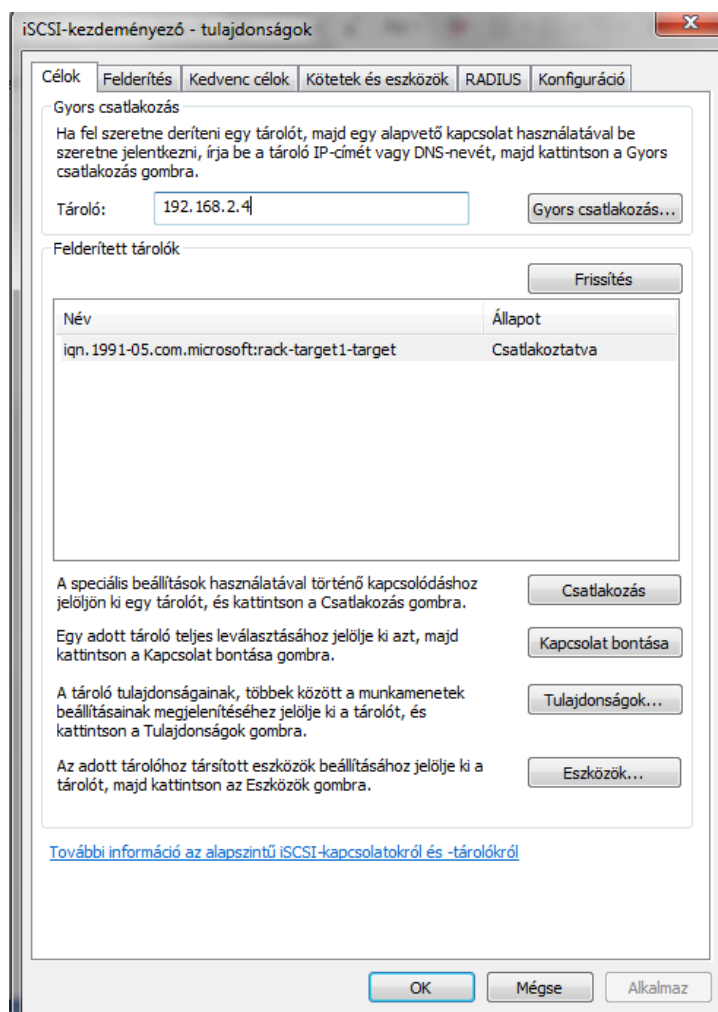 iSCSI-kezdeményező - tulajdonságok
Célok Felderítés Kedvenc célok Kötetek és eszközök RADIUS Konfiguráció
Gyors csatlakozás
Ha fel szeretne deríteni egy tárolót, majd egy alapvető kapcsolat használatával be
szeretne jelentkezni, írja be a tároló IP-címét vagy DNS-nevét, majd kattintson a Gyors
csatlakozás gombra.
Tároló: 192.168.2.4 Gyors csatlakozás...
Felderített tárolók
Frissítés
Név Állapot
iqn.1991-05.com.microsoft:rack-target1-target Csatlakoztatva
A speciális beállítások használatával történő kapcsolódáshoz
jelöljön ki egy tárolót, és kattintson a Csatlakozás gombra.
Csatlakozás
Egy adott tároló teljes leválasztásához jelölje ki azt, majd
kattintson a Kapcsolat bontása gombra.
Kapcsolat bontása
A tároló tulajdonságainak, többek között a munkamenetek
beállításainak megjelenítéséhez jelölje ki a tárolót, és
kattintson a Tulajdonságok gombra.
Tulajdonságok...
Az adott tárolóhoz társított eszközök beállításához jelölje ki a
tárolót, majd kattintson az Eszközök gombra.
Eszközök...
További információ az alapszintű iSCSI-kapcsolatokról és -tárolókról
OK Mégse Alkalmaz